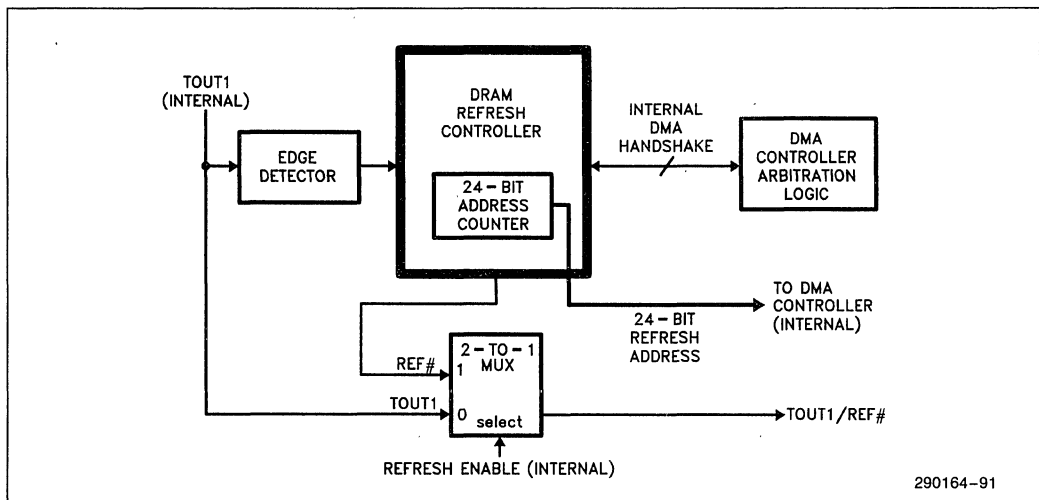 TOUT1
(INTERNAL)
EDGE
DETECTOR
DRAM
REFRESH
CONTROLLER
24-BIT
ADDRESS
COUNTER
INTERNAL
DMA
HANDSHAKE
DMA
CONTROLLER
ARBITRATION
LOGIC
TO DMA
CONTROLLER
(INTERNAL)
24-BIT
REFRESH
ADDRESS
2-TO-1
MUX
REF#
1
TOUT1
0
select
TOUT1/REF#
REFRESH ENABLE (INTERNAL)
290164-91